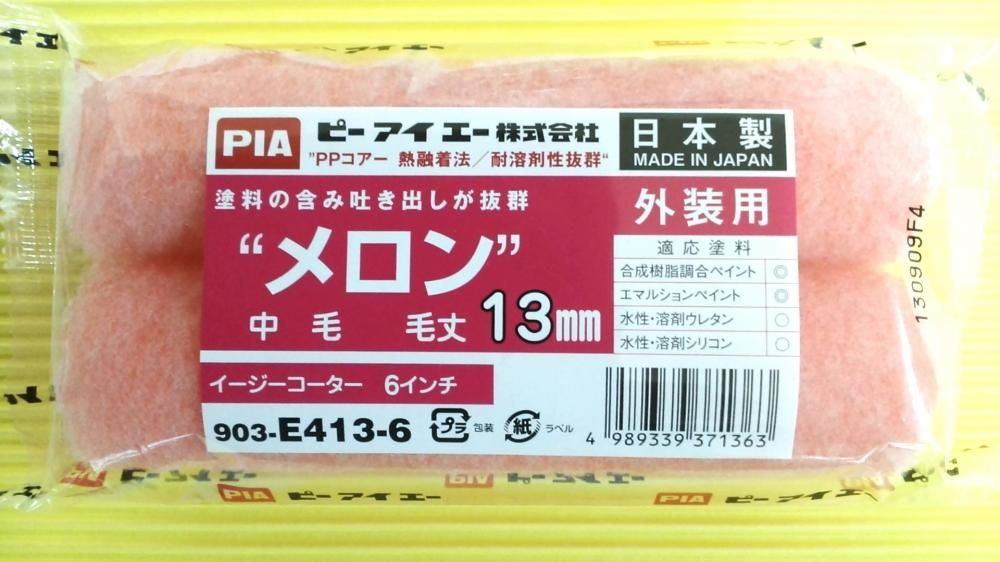 PIA ピーアイエー株式会社
"PPコアー 熱融着法／耐溶剤性抜群"
日本製
MADE IN JAPAN
塗料の含み吐き出しが抜群
“メロン”
中毛 毛丈 13mm
外装用
適応塗料
合成樹脂調合ペイント ◎
エマルションペイント ◎
水性・溶剤ウレタン ○
水性・溶剤シリコン ○
イージーコーター 6インチ
903-E413-6
プラ 包装 紙 ラベル
4 989339 371363
130909F4
PIA ピーアイエー
PIA ピーアイエー